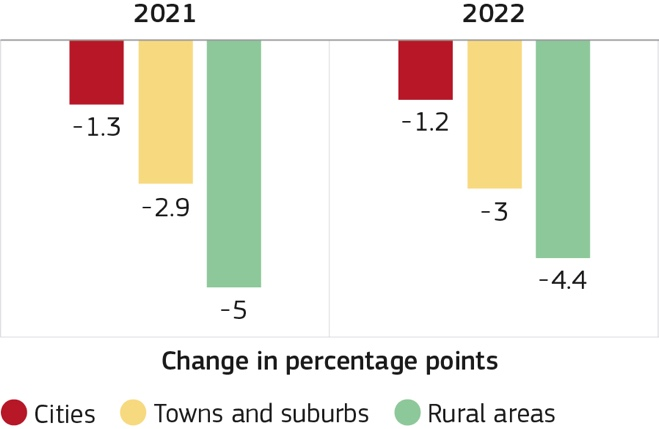 2021 2022
-1.3 -1.2
-2.9 -3
-5 -4.4
Change in percentage points
Cities Towns and suburbs Rural areas